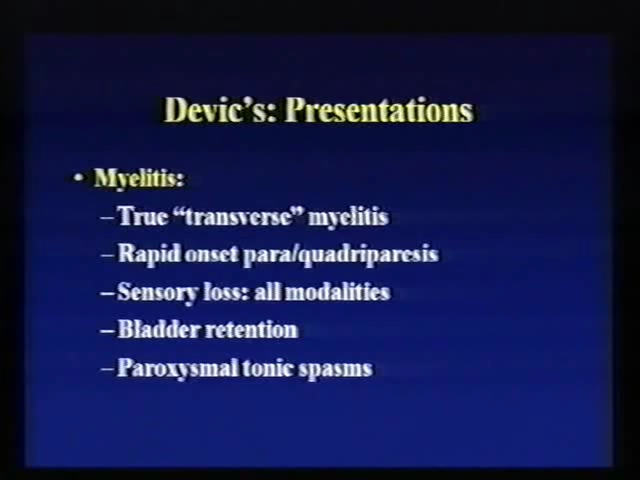 Devic's: Presentations
• Myelitis:
– True “transverse” myelitis
– Rapid onset para/quadriparesis
– Sensory loss: all modalities
– Bladder retention
– Paroxysmal tonic spasms